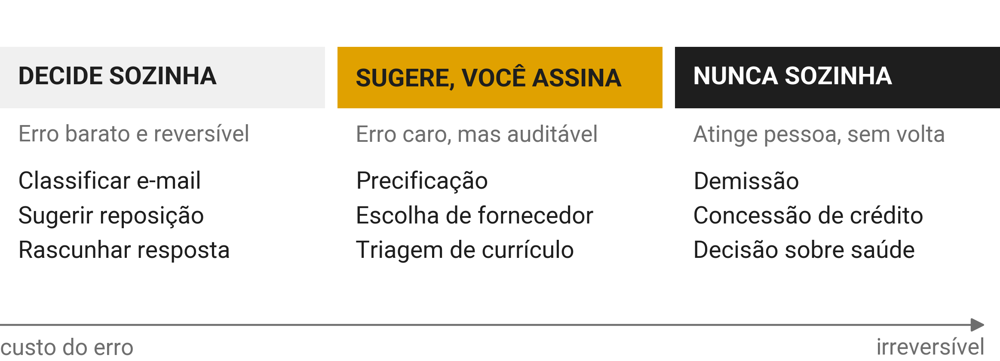 DECIDE SOZINHA
Erro barato e reversível
Classificar e-mail
Sugerir reposição
Rascunhar resposta
SUGERE, VOCÊ ASSINA
Erro caro, mas auditável
Precificação
Escolha de fornecedor
Triagem de currículo
NUNCA SOZINHA
Atinge pessoa, sem volta
Demissão
Concessão de crédito
Decisão sobre saúde
custo do erro
irreversível